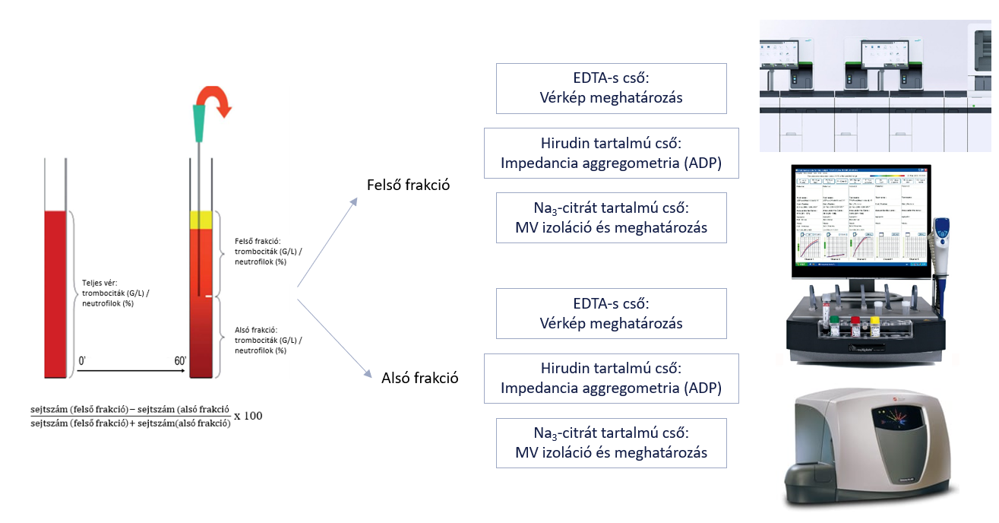 Teljes vér:
trombociták (G/L) /
neutrofilok (%)
0'
60'
Felső frakció:
trombociták (G/L) /
neutrofilok (%)
Alsó frakció:
trombociták (G/L) /
neutrofilok (%)
sejtszám (felső frakció)− sejtszám (alsó frakció
sejtszám (felső frakció)+ sejtszám(alsó frakció)
x 100
Felső frakció
Alsó frakció
EDTA-s cső:
Vérkép meghatározás
Hirudin tartalmú cső:
Impedancia aggregometria (ADP)
Na₃-citrát tartalmú cső:
MV izoláció és meghatározás
EDTA-s cső:
Vérkép meghatározás
Hirudin tartalmú cső:
Impedancia aggregometria (ADP)
Na₃-citrát tartalmú cső:
MV izoláció és meghatározás
multiplate